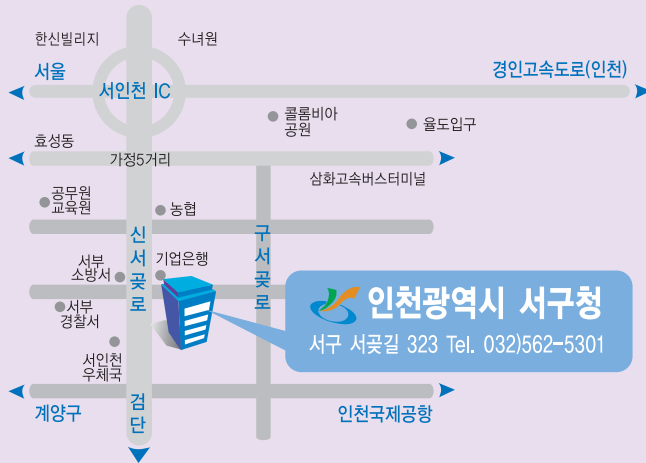 한신빌리지
수녀원
서울
서인천 IC
경인고속도로(인천)
콜롬비아
공원
율도입구
효성동
가정5거리
삼화고속버스터미널
공무원
교육원
농협
신서곶로
구서곶로
기업은행
서부
소방서
서부
경찰서
서인천
우체국
인천광역시 서구청
서구 서곶길 323 Tel. 032)562-5301
계양구
검단
인천국제공항